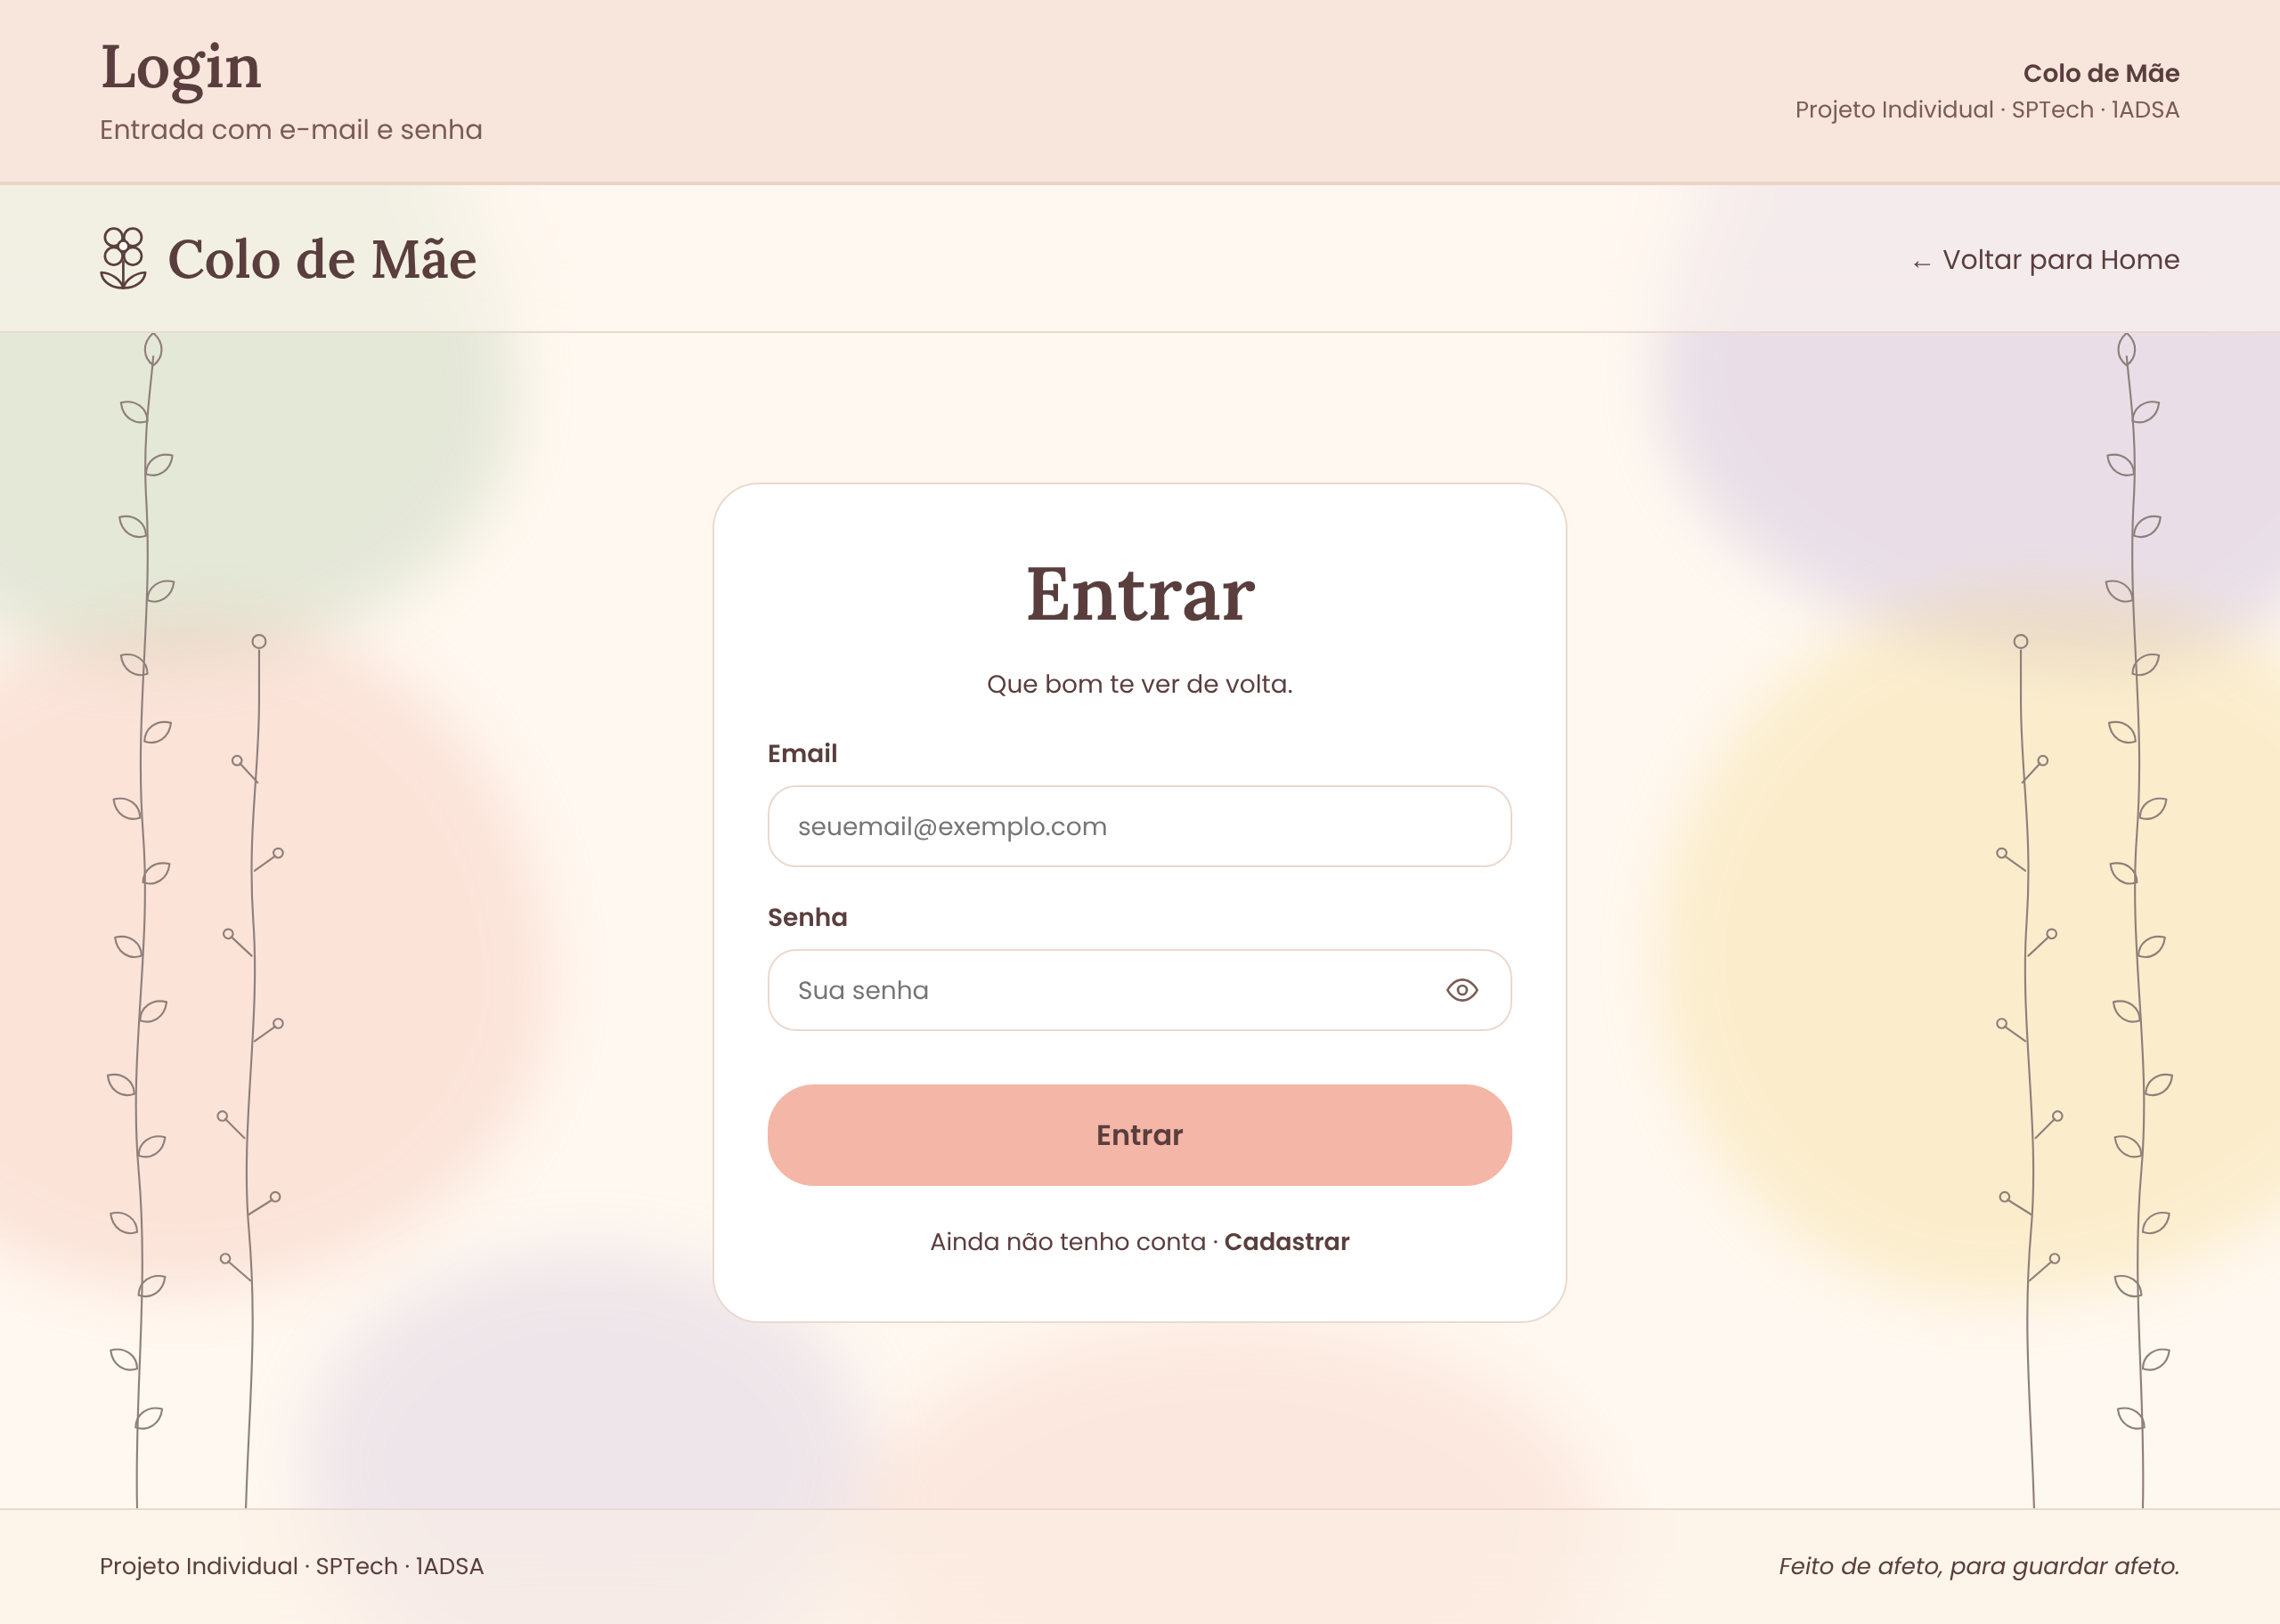 Login
Entrada com e-mail e senha
Colo de Mãe
Projeto Individual · SPTech · 1ADSA
Colo de Mãe
← Voltar para Home
Entrar
Que bom te ver de volta.
Email
seuemail@exemplo.com
Senha
Sua senha
Entrar
Ainda não tenho conta · Cadastrar
Projeto Individual · SPTech · 1ADSA
Feito de afeto, para guardar afeto.